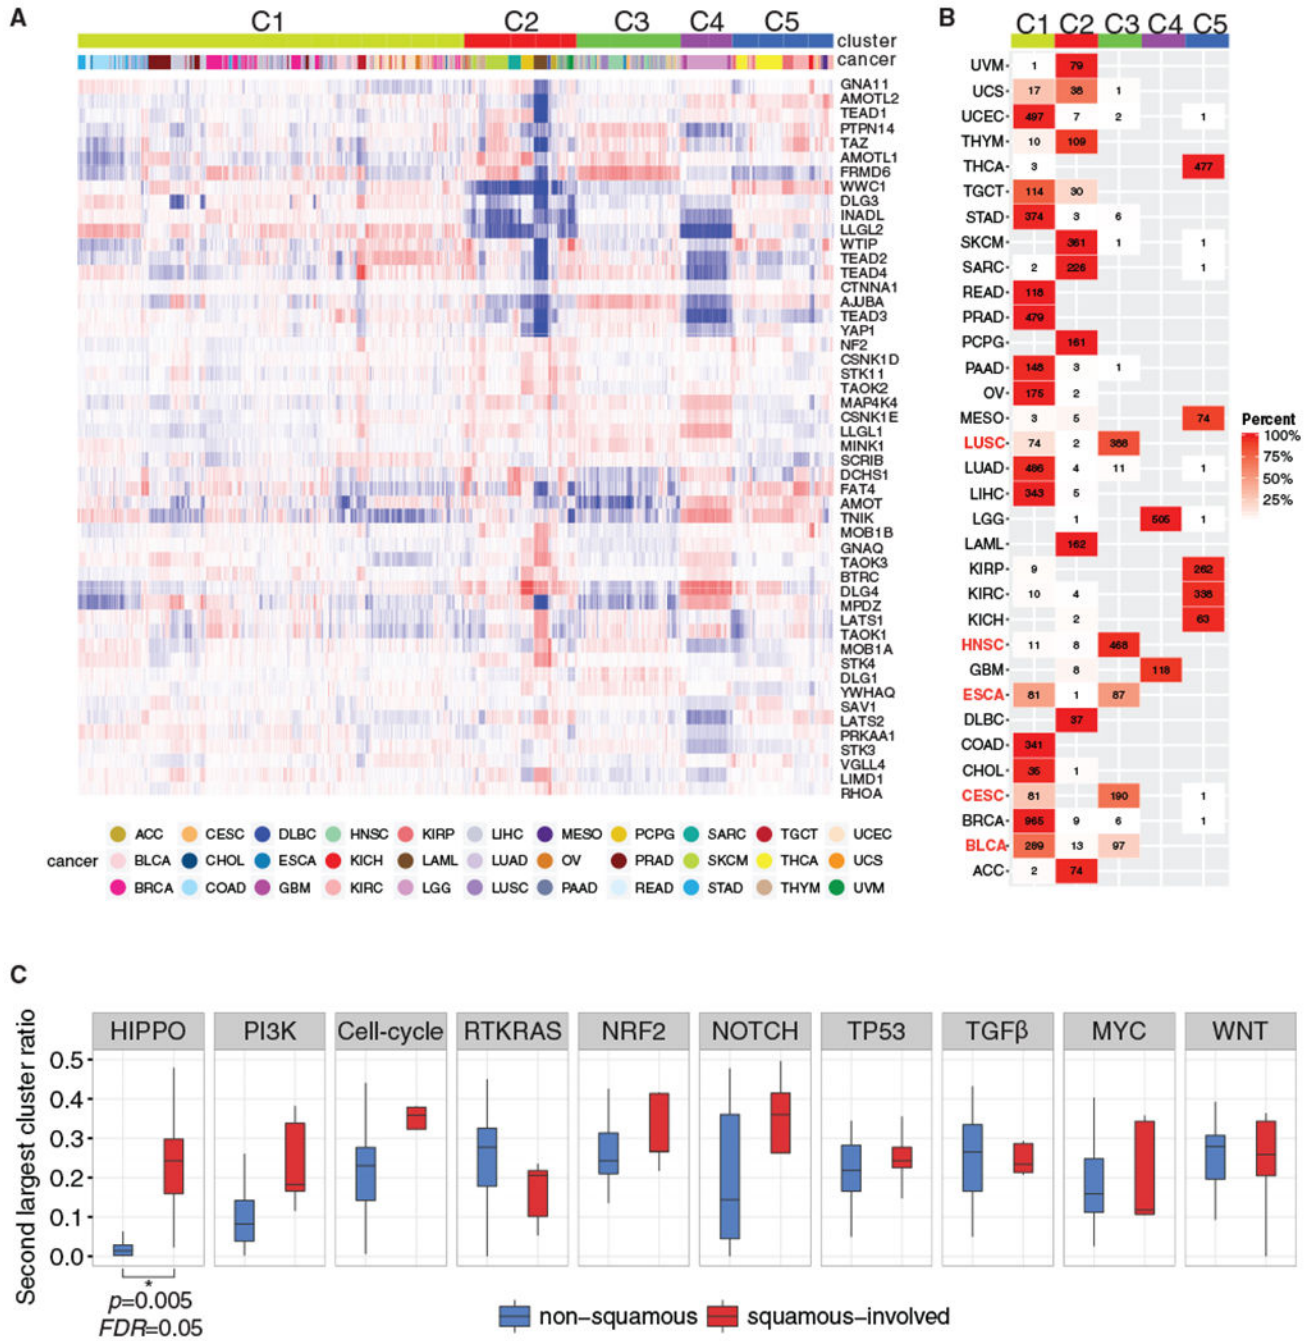 A
C1 C2 C3 C4 C5
cluster
cancer
GNA11
AMOTL2
TEAD1
PTPN14
TAZ
AMOTL1
FRMD6
WWC1
DLG3
INADL
LLGL2
WTIP
TEAD2
TEAD4
CTNNA1
AJUBA
TEAD3
YAP1
NF2
CSNK1D
STK11
TAOK2
MAP4K4
CSNK1E
LLGL1
MINK1
SCRIB
DCHS1
FAT4
AMOT
TNIK
MOB1B
GNAQ
TAOK3
BTRC
DLG4
MPDZ
LATS1
TAOK1
MOB1A
STK4
DLG1
YWHAQ
SAV1
LATS2
PRKAA1
STK3
VGLL4
LIMD1
RHOA
ACC CESC DLBC HNSC KIRP LIHC MESO PCPG SARC TGCT UCEC
cancer BLCA CHOL ESCA KICH LAML LUAD OV PRAD SKCM THCA UCS
BRCA COAD GBM KIRC LGG LUSC PAAD READ STAD THYM UVM
B
C1 C2 C3 C4 C5
UVM 1 79
UCS 17 38 1
UCEC 497 7 2 1
THYM 10 109
THCA 3 477
TGCT 114 30
STAD 374 3 6
SKCM 361 1 1
SARC 2 226 1
READ 118
PRAD 479
PCPG 161
PAAD 148 3 1
OV 175 2
MESO 3 5 74
LUSC 74 2 388
LUAD 486 4 11 1
LIHC 343 5
LGG 1 505 1
LAML 162
KIRP 9 262
KIRC 10 4 338
KICH 2 63
HNSC 11 8 468
GBM 8 118
ESCA 81 1 87
DLBC 37
COAD 341
CHOL 35 1
CESC 81 190 1
BRCA 965 9 6 1
BLCA 289 13 97
ACC 2 74
Percent
100%
75%
50%
25%
C
Second largest cluster ratio
HIPPO PI3K Cell-cycle RTKRAS NRF2 NOTCH TP53 TGFβ MYC WNT
0.5
0.4
0.3
0.2
0.1
0.0
*
p=0.005
FDR=0.05
non-squamous squamous-involved